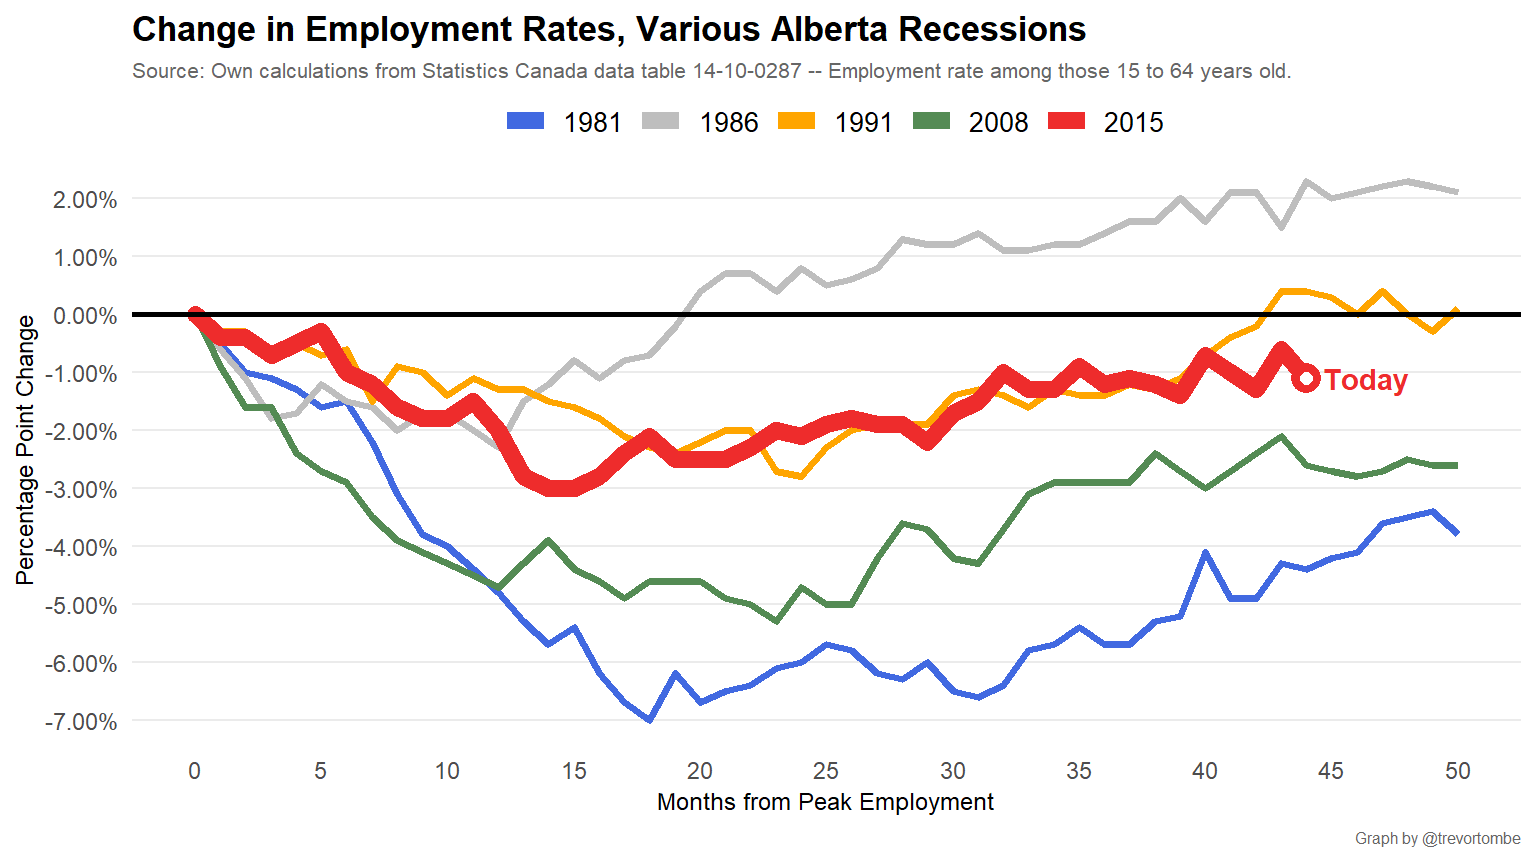 Change in Employment Rates, Various Alberta Recessions
Source: Own calculations from Statistics Canada data table 14-10-0287 -- Employment rate among those 15 to 64 years old.
1981 1986 1991 2008 2015
Percentage Point Change
2.00%
1.00%
0.00%
-1.00%
-2.00%
-3.00%
-4.00%
-5.00%
-6.00%
-7.00%
Today
0 5 10 15 20 25 30 35 40 45 50
Months from Peak Employment
Graph by @trevortombe